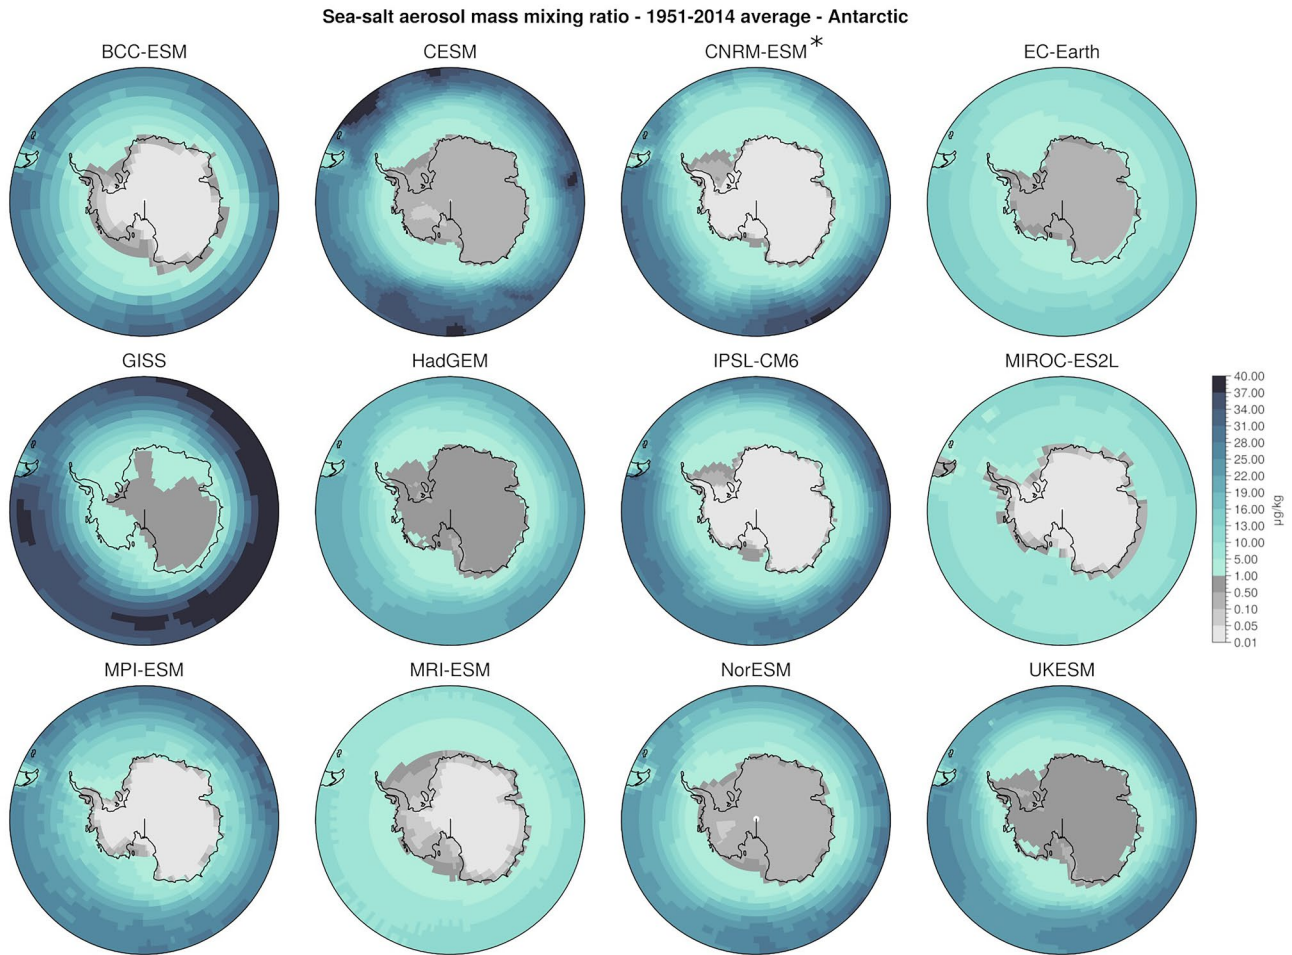 Sea-salt aerosol mass mixing ratio - 1951-2014 average - Antarctic
BCC-ESM
CESM
CNRM-ESM*
EC-Earth
GISS
HadGEM
IPSL-CM6
MIROC-ES2L
40.00
37.00
34.00
31.00
28.00
25.00
22.00
19.00
16.00
13.00
10.00
5.00
1.00
0.50
0.10
0.05
0.01
µg/kg
MPI-ESM
MRI-ESM
NorESM
UKESM